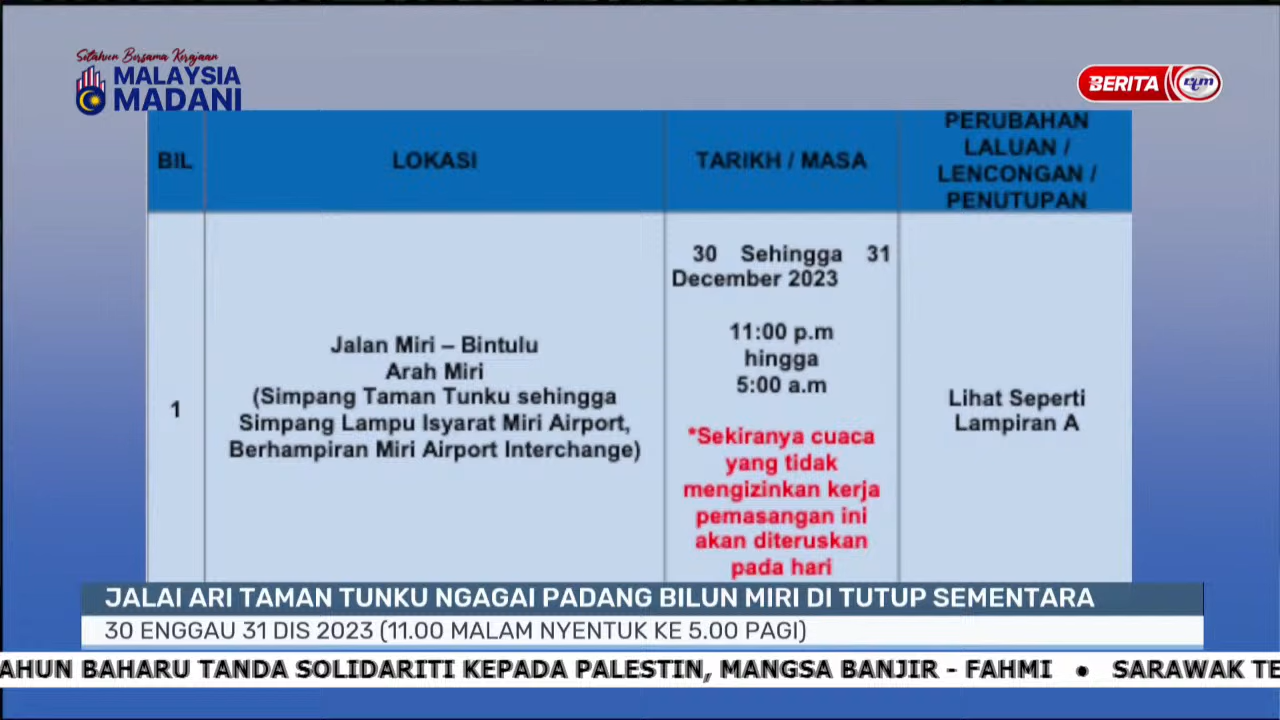 Setahun Bersama Kerajaan
MALAYSIA
MADANI
BERITA rtm
BIL
LOKASI
TARIKH / MASA
PERUBAHAN
LALUAN /
LENCONGAN /
PENUTUPAN
1
Jalan Miri – Bintulu
Arah Miri
(Simpang Taman Tunku sehingga
Simpang Lampu Isyarat Miri Airport,
Berhampiran Miri Airport Interchange)
30 Sehingga 31
December 2023
11:00 p.m
hingga
5:00 a.m
*Sekiranya cuaca
yang tidak
mengizinkan kerja
pemasangan ini
akan diteruskan
pada hari
Lihat Seperti
Lampiran A
JALAI ARI TAMAN TUNKU NGAGAI PADANG BILUN MIRI DI TUTUP SEMENTARA
30 ENGGAU 31 DIS 2023 (11.00 MALAM NYENTUK KE 5.00 PAGI)
AHUN BAHARU TANDA SOLIDARITI KEPADA PALESTIN, MANGSA BANJIR - FAHMI • SARAWAK TE